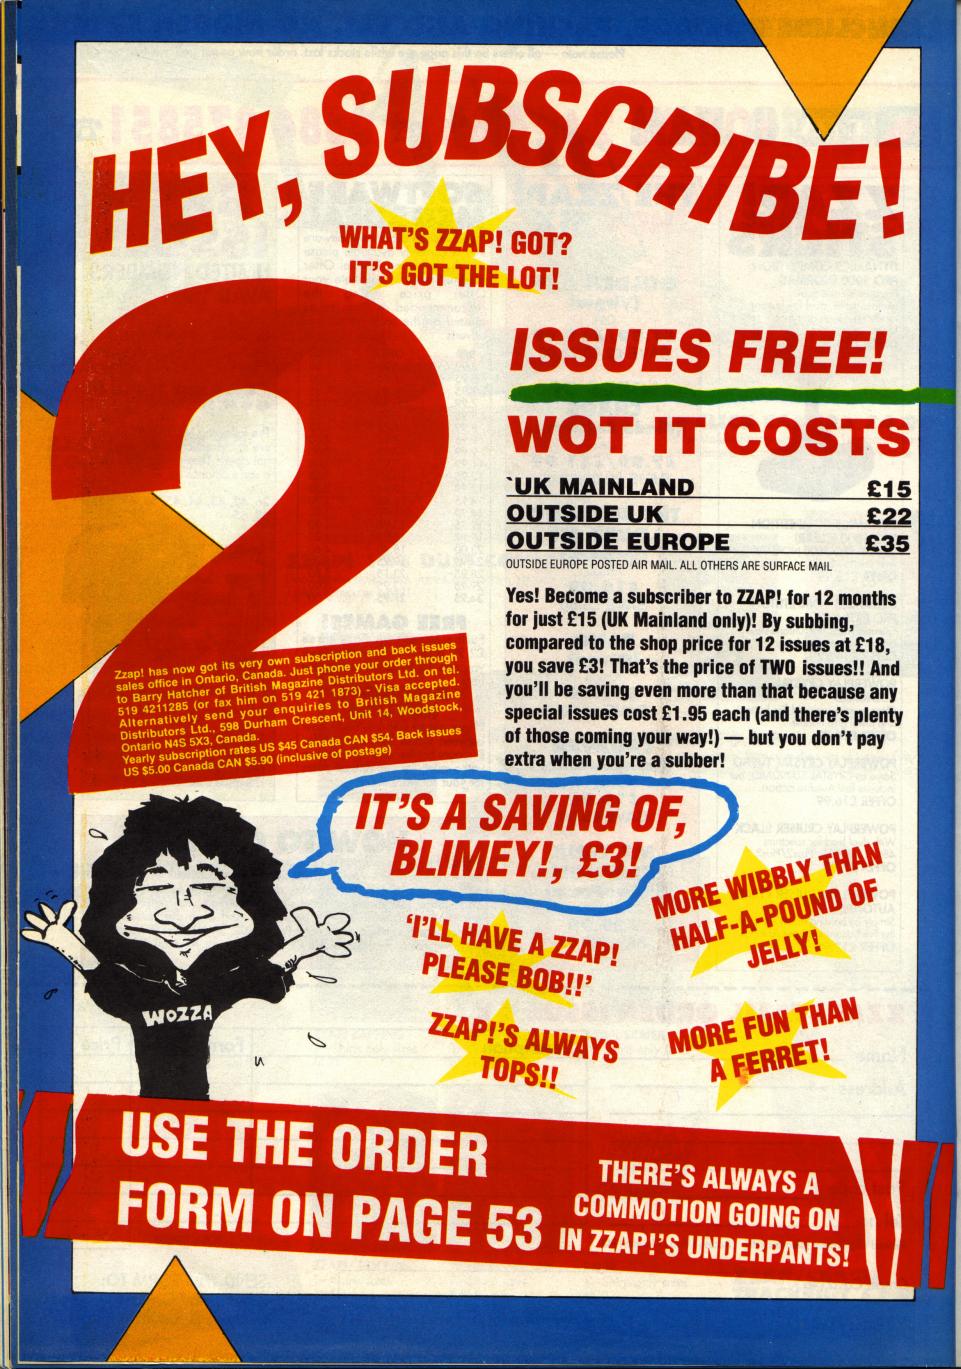 HEY, SUBSCRIBE!
WHAT'S ZZAP! GOT?
IT'S GOT THE LOT!
2
ISSUES FREE!
WOT IT COSTS
`UK MAINLAND £15
OUTSIDE UK £22
OUTSIDE EUROPE £35
OUTSIDE EUROPE POSTED AIR MAIL. ALL OTHERS ARE SURFACE MAIL
Yes! Become a subscriber to ZZAP! for 12 months
for just £15 (UK Mainland only)! By subbing,
compared to the shop price for 12 issues at £18,
you save £3! That's the price of TWO issues!! And
you'll be saving even more than that because any
special issues cost £1.95 each (and there's plenty
of those coming your way!) — but you don't pay
extra when you're a subber!
Zzap! has now got its very own subscription and back issues
sales office in Ontario, Canada. Just phone your order through
to Barry Hatcher of British Magazine Distributors Ltd. on tel.
519 4211285 (or fax him on 519 421 1873) - Visa accepted.
Alternatively send your enquiries to British Magazine
Distributors Ltd., 598 Durham Crescent, Unit 14, Woodstock,
Ontario N4S 5X3, Canada.
Yearly subscription rates US $45 Canada CAN $54. Back issues
US $5.00 Canada CAN $5.90 (inclusive of postage)
IT'S A SAVING OF,
BLIMEY!, £3!
MORE WIBBLY THAN
HALF-A-POUND OF
JELLY!
'I'LL HAVE A ZZAP!
PLEASE BOB!!'
WOZZA
ZZAP!'S ALWAYS
TOPS!!
MORE FUN THAN
A FERRET!
USE THE ORDER
FORM ON PAGE 53
THERE'S ALWAYS A
COMMOTION GOING ON
IN ZZAP!'S UNDERPANTS!